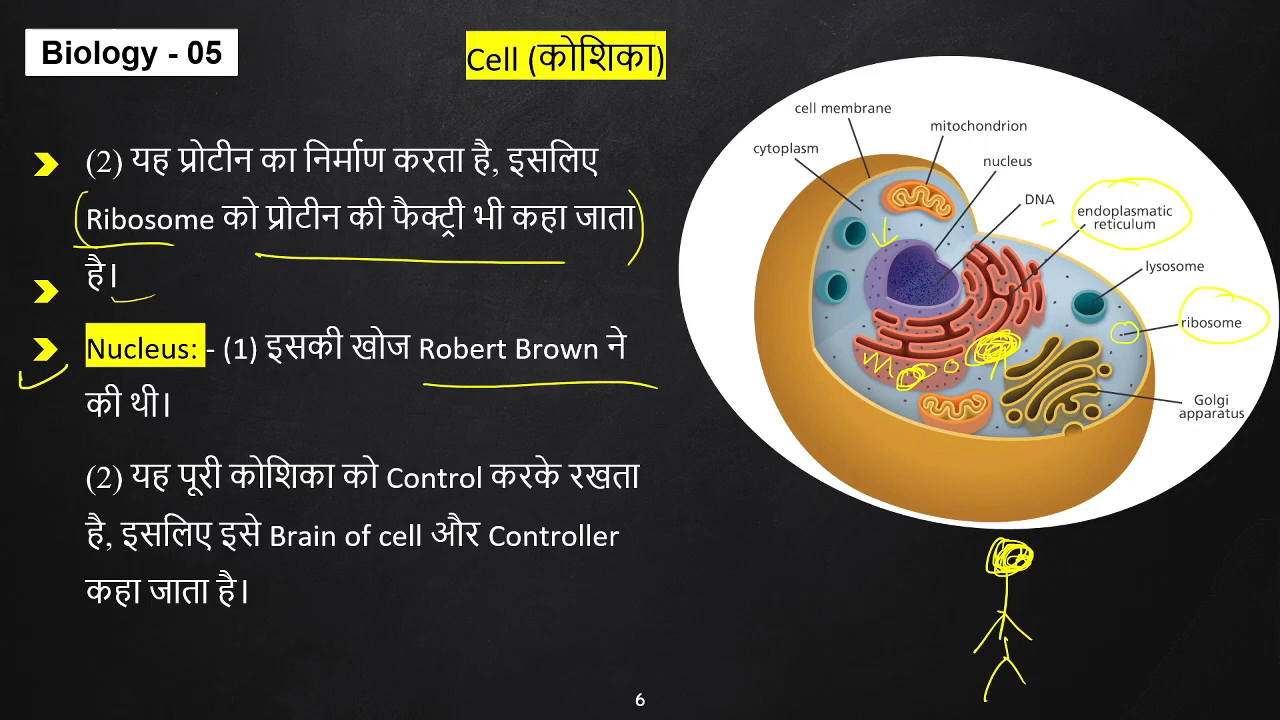 Biology - 05
Cell (कोशिका)
(2) यह प्रोटीन का निर्माण करता है, इसलिए
Ribosome को प्रोटीन की फैक्ट्री भी कहा जाता
है।
Nucleus: - (1) इसकी खोज Robert Brown ने
की थी।
(2) यह पूरी कोशिका को Control करके रखता
है, इसलिए इसे Brain of cell और Controller
कहा जाता है।
cell membrane
mitochondrion
cytoplasm
nucleus
DNA
endoplasmatic
reticulum
lysosome
ribosome
Golgi
apparatus
6